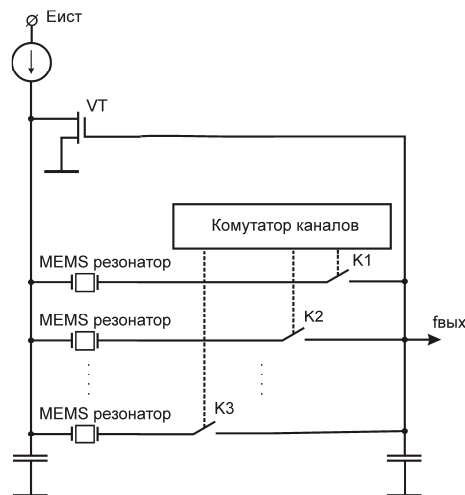 Еист
VT
Комутатор каналов
MEMS резонатор
K1
MEMS резонатор
K2
fвых
MEMS резонатор
K3